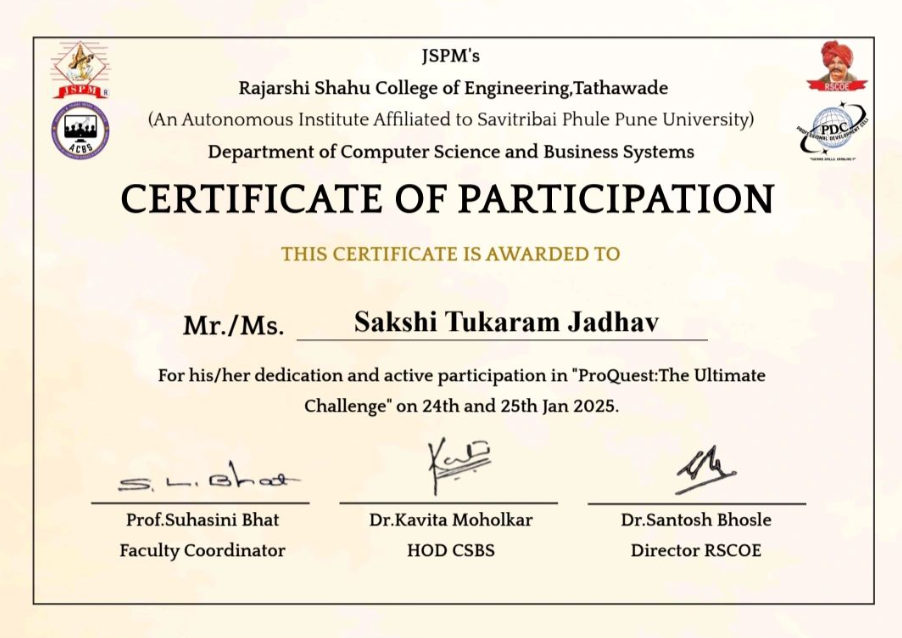 JSPM's
Rajarshi Shahu College of Engineering,Tathawade
(An Autonomous Institute Affiliated to Savitribai Phule Pune University)
Department of Computer Science and Business Systems
JSPM
R
ACBS
RSCOE
PDC
PROFESSIONAL DEVELOPMENT CELL
CERTIFICATE OF PARTICIPATION
THIS CERTIFICATE IS AWARDED TO
Mr./Ms. Sakshi Tukaram Jadhav
For his/her dedication and active participation in "ProQuest:The Ultimate
Challenge" on 24th and 25th Jan 2025.
S. L. Bhat
Prof.Suhasini Bhat Dr.Kavita Moholkar Dr.Santosh Bhosle
Faculty Coordinator HOD CSBS Director RSCOE